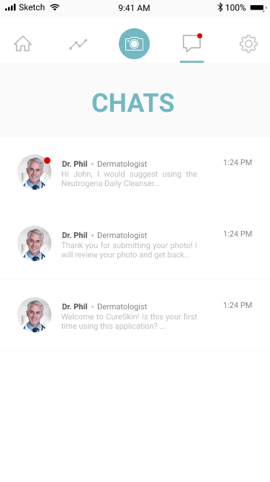 Sketch 9:41 AM 100%
CHATS
Dr. Phil • Dermatologist 1:24 PM
Hi John, I would suggest using the
Neutrogena Daily Cleanser...
Dr. Phil • Dermatologist 1:24 PM
Thank you for submitting your photo! I
will review your photo and get back...
Dr. Phil • Dermatologist 1:24 PM
Welcome to CureSkin! Is this your first
time using this application? ...